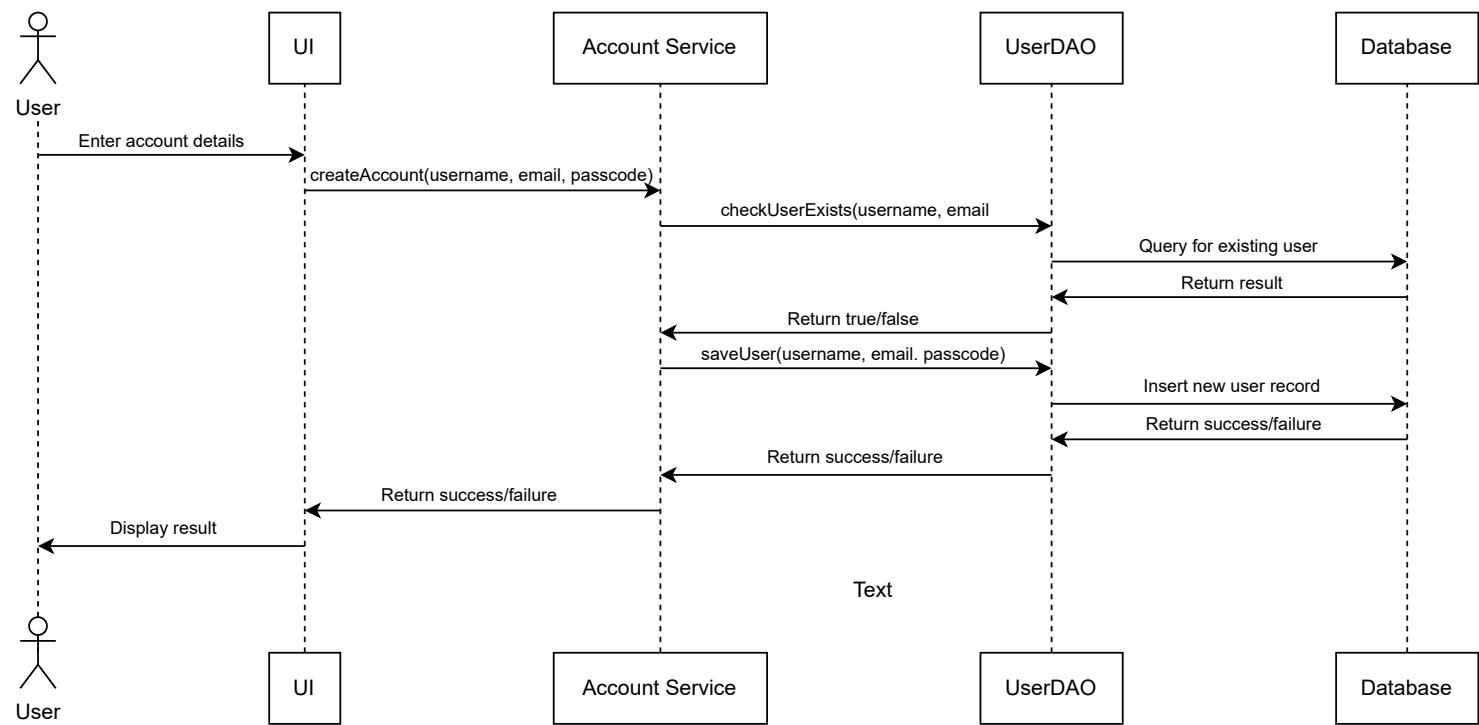 UI
Account Service
UserDAO
Database
User
Enter account details
createAccount(username, email, passcode)
checkUserExists(username, email
Query for existing user
Return result
Return true/false
saveUser(username, email. passcode)
Insert new user record
Return success/failure
Return success/failure
Return success/failure
Display result
Text
UI
Account Service
UserDAO
Database
User